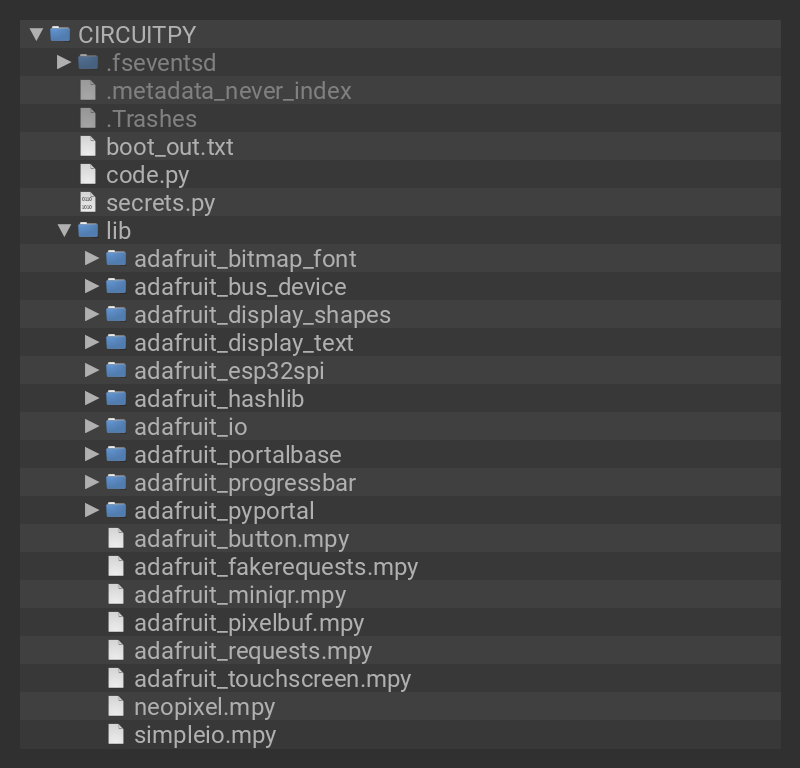 CIRCUITPY
.fseventsd
.metadata_never_index
.Trashes
boot_out.txt
code.py
secrets.py
lib
adafruit_bitmap_font
adafruit_bus_device
adafruit_display_shapes
adafruit_display_text
adafruit_esp32spi
adafruit_hashlib
adafruit_io
adafruit_portalbase
adafruit_progressbar
adafruit_pyportal
adafruit_button.mpy
adafruit_fakerequests.mpy
adafruit_miniqr.mpy
adafruit_pixelbuf.mpy
adafruit_requests.mpy
adafruit_touchscreen.mpy
neopixel.mpy
simpleio.mpy